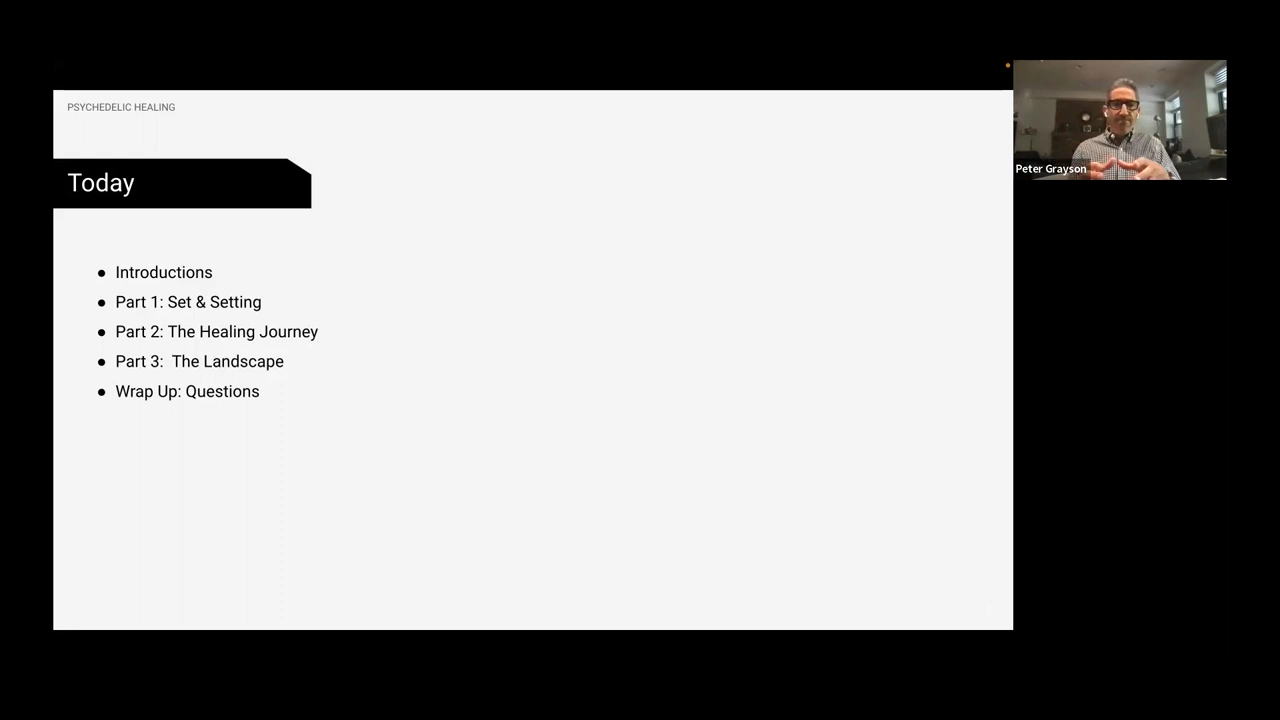 PSYCHEDELIC HEALING
Today
● Introductions
● Part 1: Set & Setting
● Part 2: The Healing Journey
● Part 3:  The Landscape
● Wrap Up: Questions
Peter Grayson